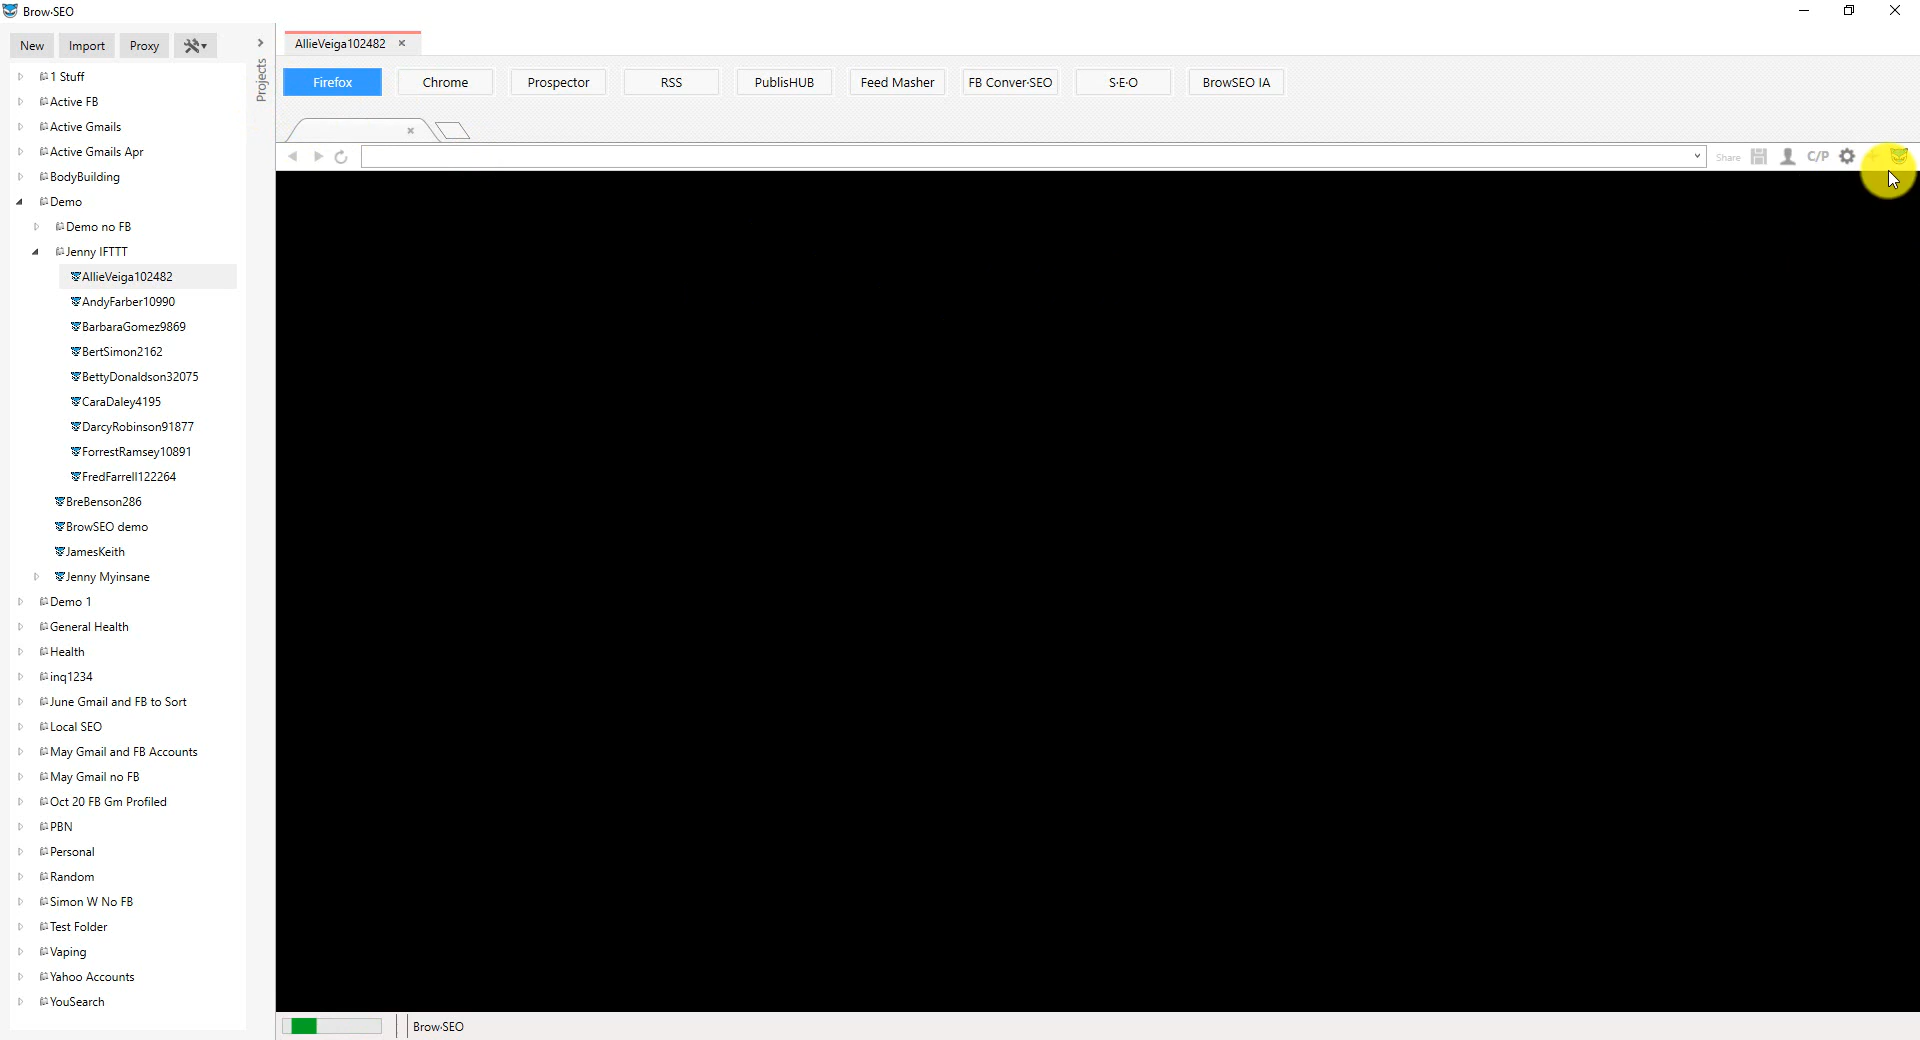 Brow·SEO
New Import Proxy
Projects
1 Stuff
Active FB
Active Gmails
Active Gmails Apr
BodyBuilding
Demo
Demo no FB
Jenny IFTTT
AllieVeiga102482
AndyFarber10990
BarbaraGomez9869
BertSimon2162
BettyDonaldson32075
CaraDaley4195
DarcyRobinson91877
ForrestRamsey10891
FredFarrell122264
BreBenson286
BrowSEO demo
JamesKeith
Jenny Myinsane
Demo 1
General Health
Health
inq1234
June Gmail and FB to Sort
Local SEO
May Gmail and FB Accounts
May Gmail no FB
Oct 20 FB Gm Profiled
PBN
Personal
Random
Simon W No FB
Test Folder
Vaping
Yahoo Accounts
YouSearch
AllieVeiga102482
Firefox Chrome Prospector RSS PublisHUB Feed Masher FB Conver·SEO S·E·O BrowSEO IA
Share C/P
Brow·SEO